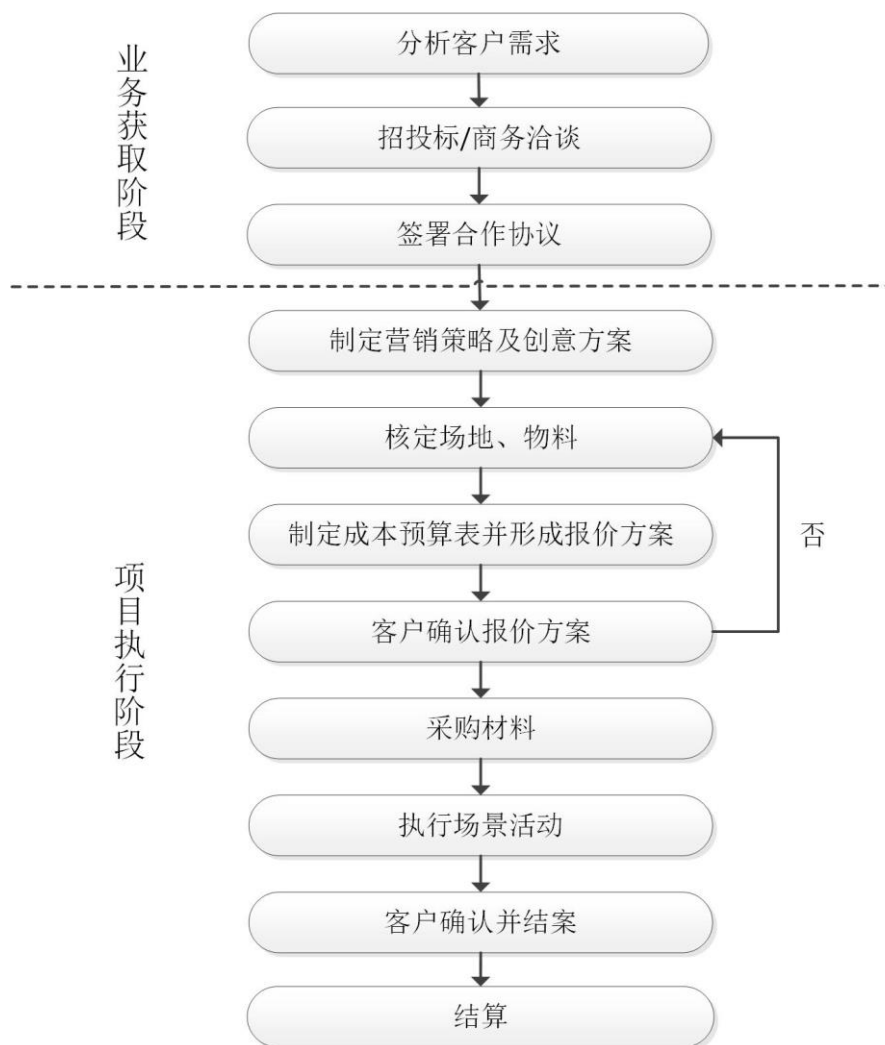 业务获取阶段
分析客户需求
招投标/商务洽谈
签署合作协议
项目执行阶段
制定营销策略及创意方案
核定场地、物料
制定成本预算表并形成报价方案
否
客户确认报价方案
采购材料
执行场景活动
客户确认并结案
结算